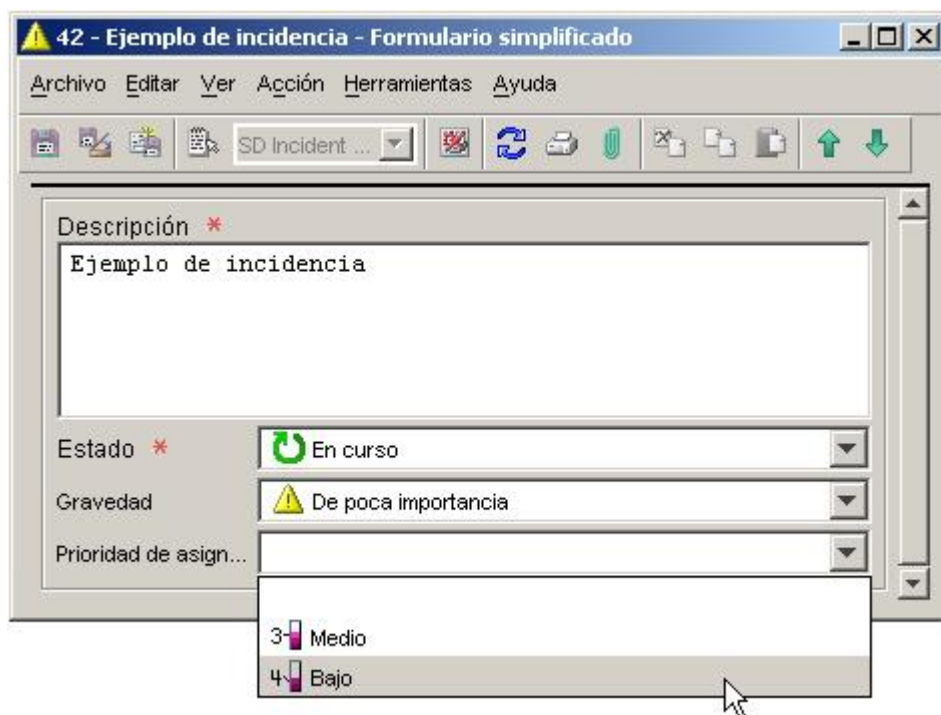 42 - Ejemplo de incidencia - Formulario simplificado
Archivo Editar Ver Acción Herramientas Ayuda
SD Incident ...
Descripción *
Ejemplo de incidencia
Estado * En curso
Gravedad De poca importancia
Prioridad de asign...
3 Medio
4 Bajo